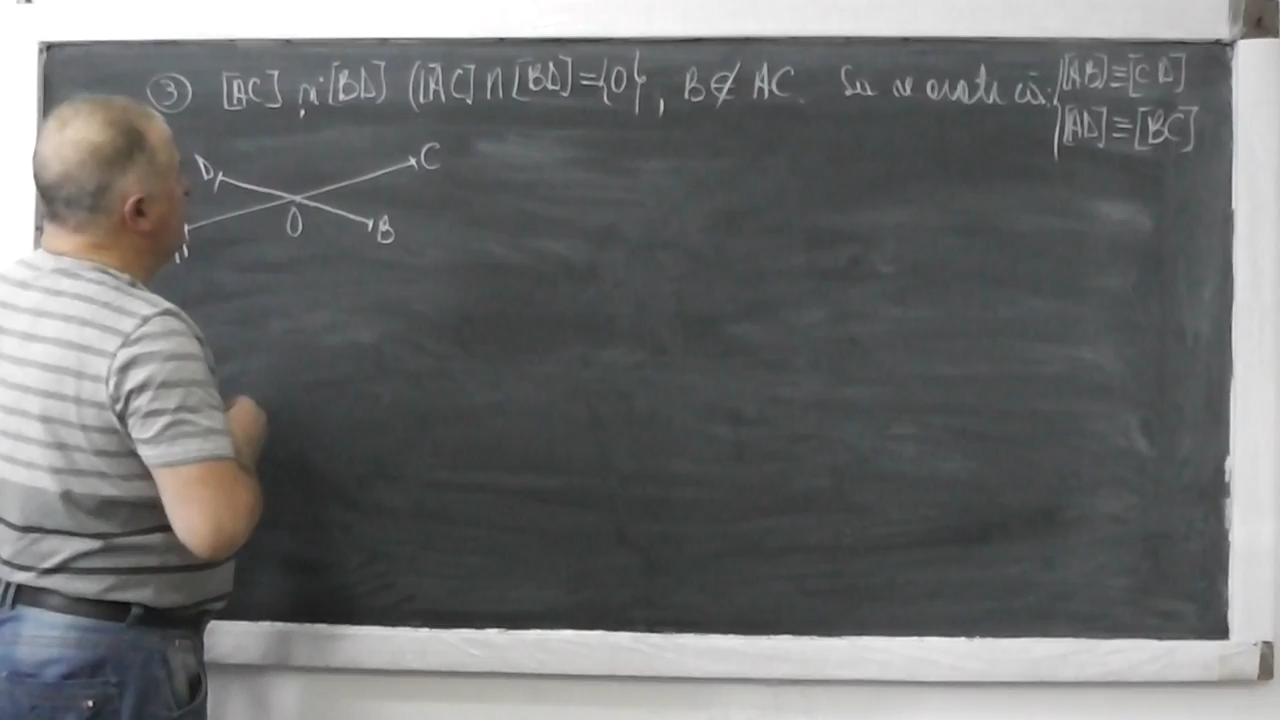 ③ [AC] și [BD] ([AC] ∩ [BD] = {O}, B ∉ AC. Să se arate că: { [AB] ≡ [CD]
[AD] ≡ [BC]
D C
O B